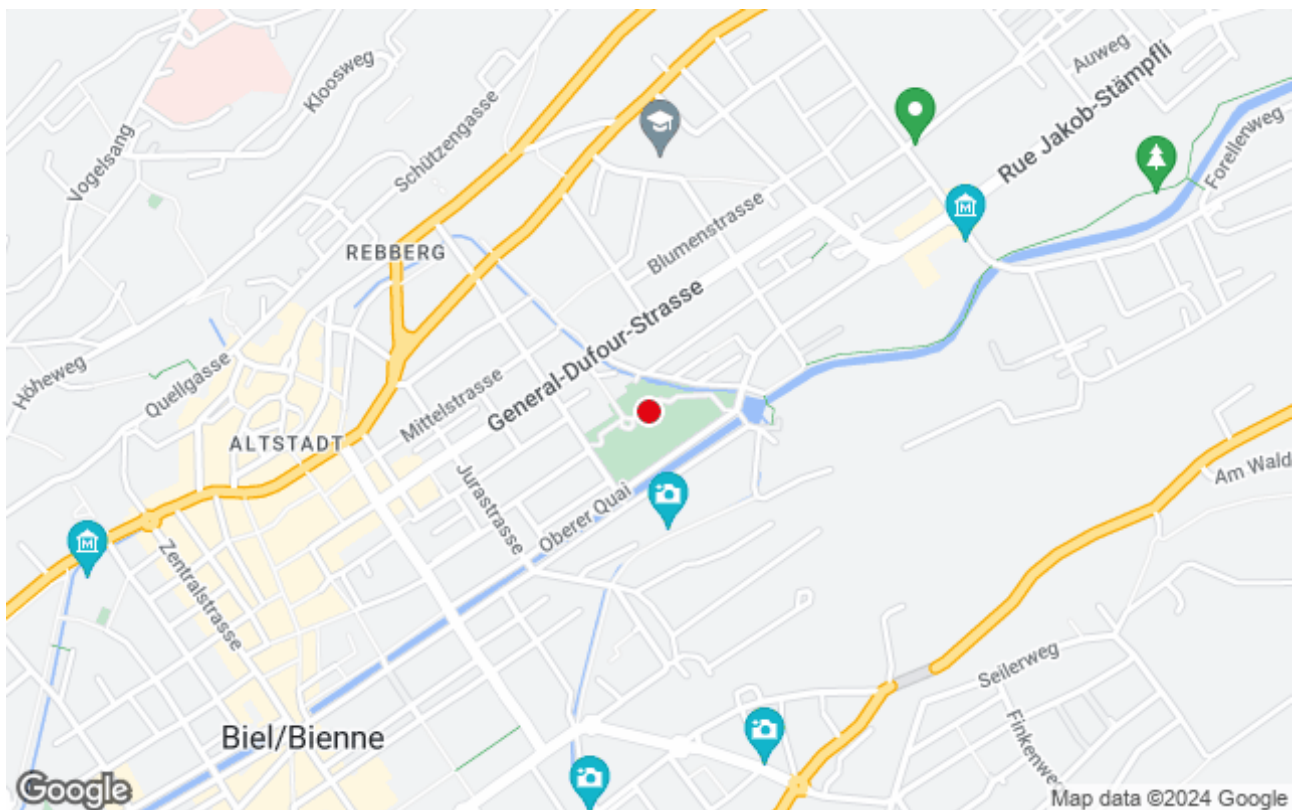 Auweg
Kloosweg
Rue Jakob-Stämpfli
Vogelsang
Schützengasse
Forellenweg
REBBERG
Blumenstrasse
General-Dufour-Strasse
Höheweg
Quellgasse
Mittelstrasse
ALTSTADT
Jurastrasse
Am Wald
Oberer Quai
Zentralstrasse
Seilerweg
Finkenweg
Biel/Bienne
Google
Map data ©2024 Google